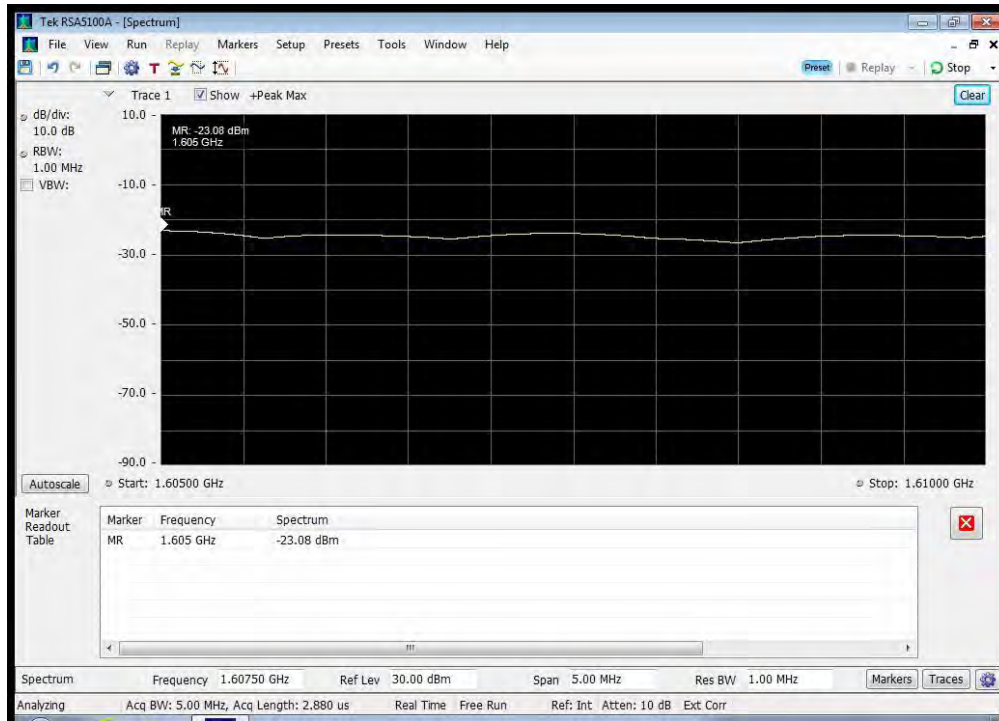 Tek RSA5100A - [Spectrum]
File View Run Replay Markers Setup Presets Tools Window Help
Preset Replay Stop
Trace 1 Show +Peak Max Clear
dB/div:
10.0 dB
RBW:
1.00 MHz
VBW:
10.0
MR: -23.08 dBm
1.605 GHz
-10.0
MR
-30.0
-50.0
-70.0
-90.0
Autoscale Start: 1.60500 GHz Stop: 1.61000 GHz
Marker
Readout
Table
Marker Frequency Spectrum
MR 1.605 GHz -23.08 dBm
Spectrum Frequency 1.60750 GHz Ref Lev 30.00 dBm Span 5.00 MHz Res BW 1.00 MHz Markers Traces
Analyzing Acq BW: 5.00 MHz, Acq Length: 2.880 us Real Time Free Run Ref: Int Atten: 10 dB Ext Corr